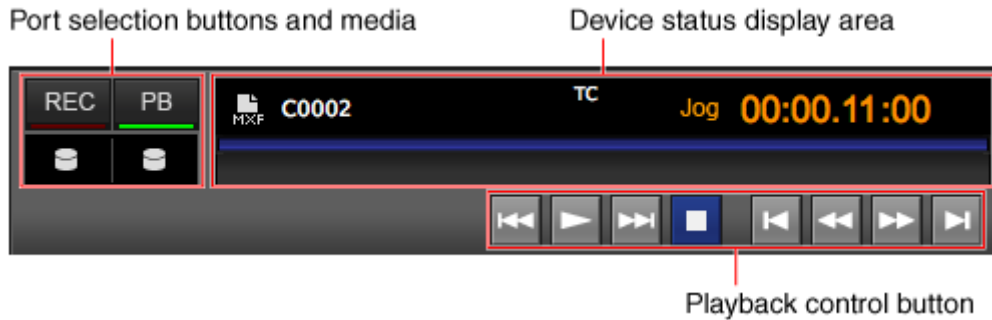 Port selection buttons and media
Device status display area
REC PB
MXF C0002 TC Jog 00:00.11:00
Playback control button